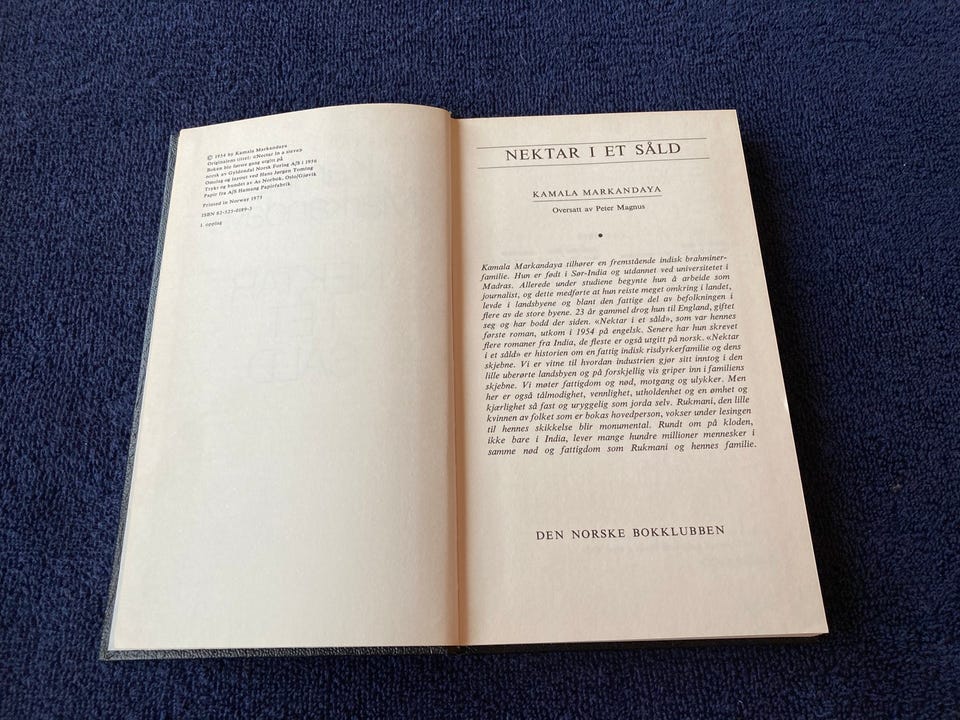 © 1954 by Kamala Markandaya
Originalens tittel: «Nectar in a sieve»
Boken ble første gang utgitt på
norsk av Gyldendal Norsk Forlag A/S i 1956
Omslag og layout ved Hans Jørgen Toming
Trykt og bundet av As Norbok, Oslo/Gjøvik
Papir fra A/S Hamang Papirfabrik
Printed in Norway 1975
ISBN 82-525-0189-3
1. opplag
NEKTAR I ET SÅLD
KAMALA MARKANDAYA
Oversatt av Peter Magnus
Kamala Markandaya tilhører en fremstående indisk brahminer-
familie. Hun er født i Sør-India og utdannet ved universitetet i
Madras. Allerede under studiene begynte hun å arbeide som
journalist, og dette medførte at hun reiste meget omkring i landet,
levde i landsbyene og blant den fattige del av befolkningen i
flere av de store byene. 23 år gammel drog hun til England, giftet
seg og har bodd der siden. «Nektar i et såld», som var hennes
første roman, utkom i 1954 på engelsk. Senere har hun skrevet
flere romaner fra India, de fleste er også utgitt på norsk. «Nektar
i et såld» er historien om en fattig indisk risdyrkerfamilie og dens
skjebne. Vi er vitne til hvordan industrien gjør sitt inntog i den
lille uberørte landsbyen og på forskjellig vis griper inn i familiens
skjebne. Vi møter fattigdom og nød, motgang og ulykker. Men
her er også tålmodighet, vennlighet, utholdenhet og en ømhet og
kjærlighet så fast og uryggelig som jorda selv. Rukmani, den lille
kvinnen av folket som er bokas hovedperson, vokser under lesingen
til hennes skikkelse blir monumental. Rundt om på kloden,
ikke bare i India, lever mange hundre millioner mennesker i
samme nød og fattigdom som Rukmani og hennes familie.
DEN NORSKE BOKKLUBBEN